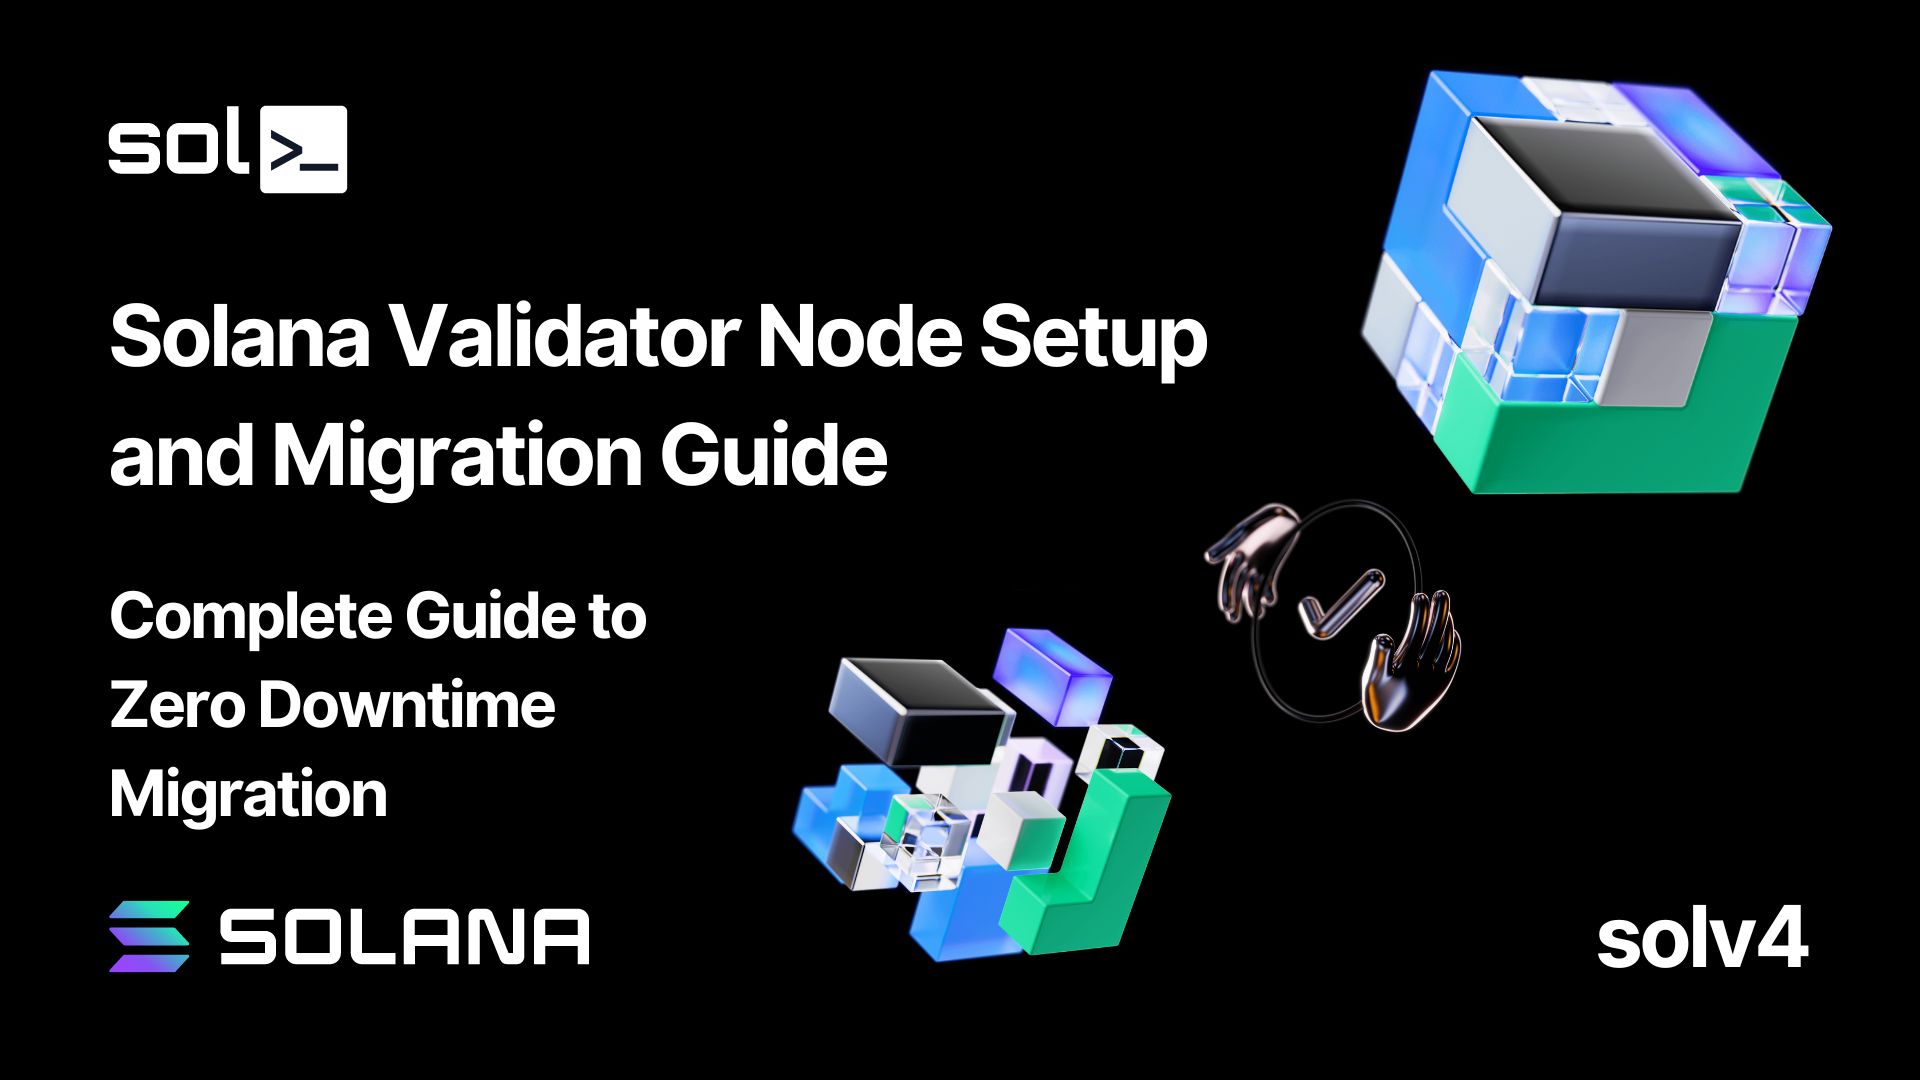 sol>_
Solana Validator Node Setup
and Migration Guide
Complete Guide to
Zero Downtime
Migration
SOLANA
solv4